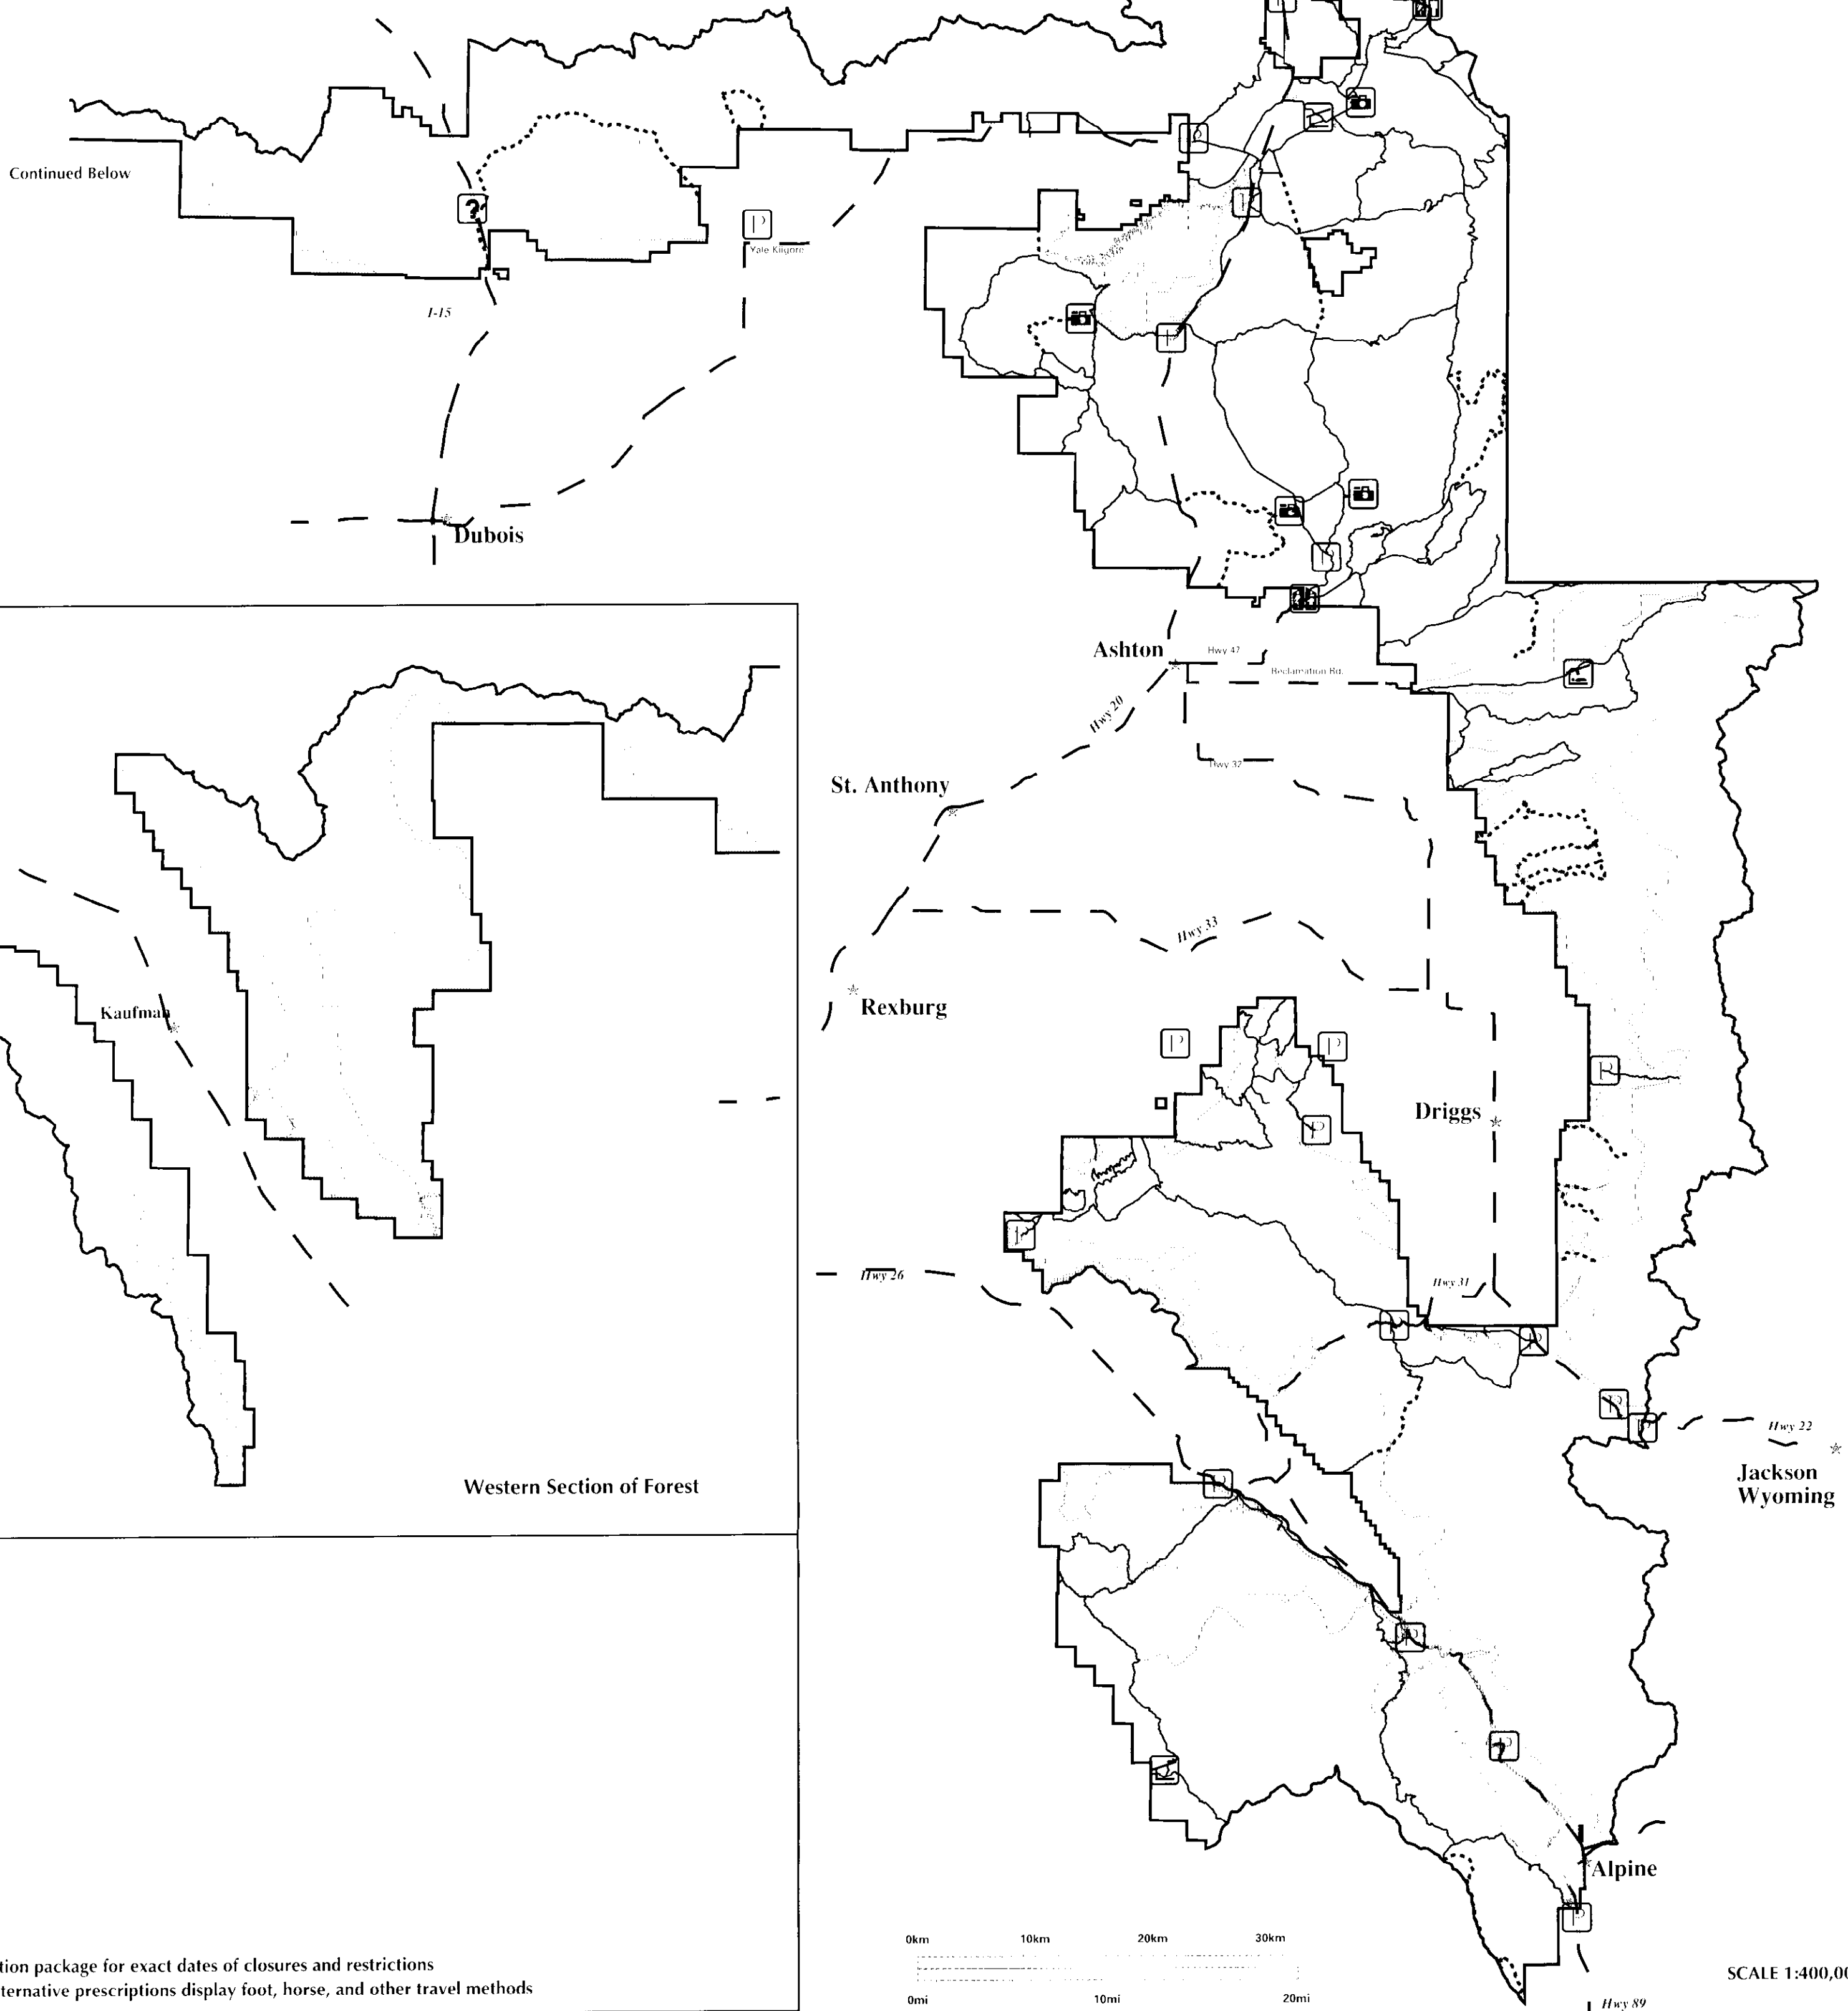 Continued Below
?
P
Yale Kilgore
I-15
Dubois
Ashton
Hwy 47
Reclamation Rd.
Hwy 20
Hwy 32
St. Anthony
Hwy 33
Rexburg
Kaufman
P
P
P
P
Driggs
P
Hwy 26
Hwy 31
P
P
P
P
Hwy 22
Jackson
Wyoming
Western Section of Forest
P
P
P
Alpine
P
0km 10km 20km 30km
0mi 10mi 20mi
tion package for exact dates of closures and restrictions
ternative prescriptions display foot, horse, and other travel methods
SCALE 1:400,00
Hwy 89